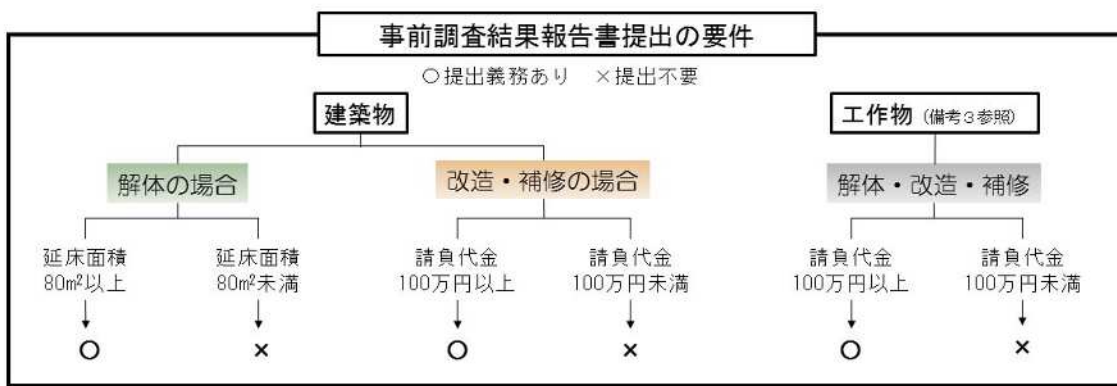 事前調査結果報告書提出の要件
○提出義務あり ×提出不要
建築物
工作物 (備考3参照)
解体の場合
改造・補修の場合
解体・改造・補修
延床面積
80㎡以上
延床面積
80㎡未満
請負代金
100万円以上
請負代金
100万円未満
請負代金
100万円以上
請負代金
100万円未満
○
×
○
×
○
×